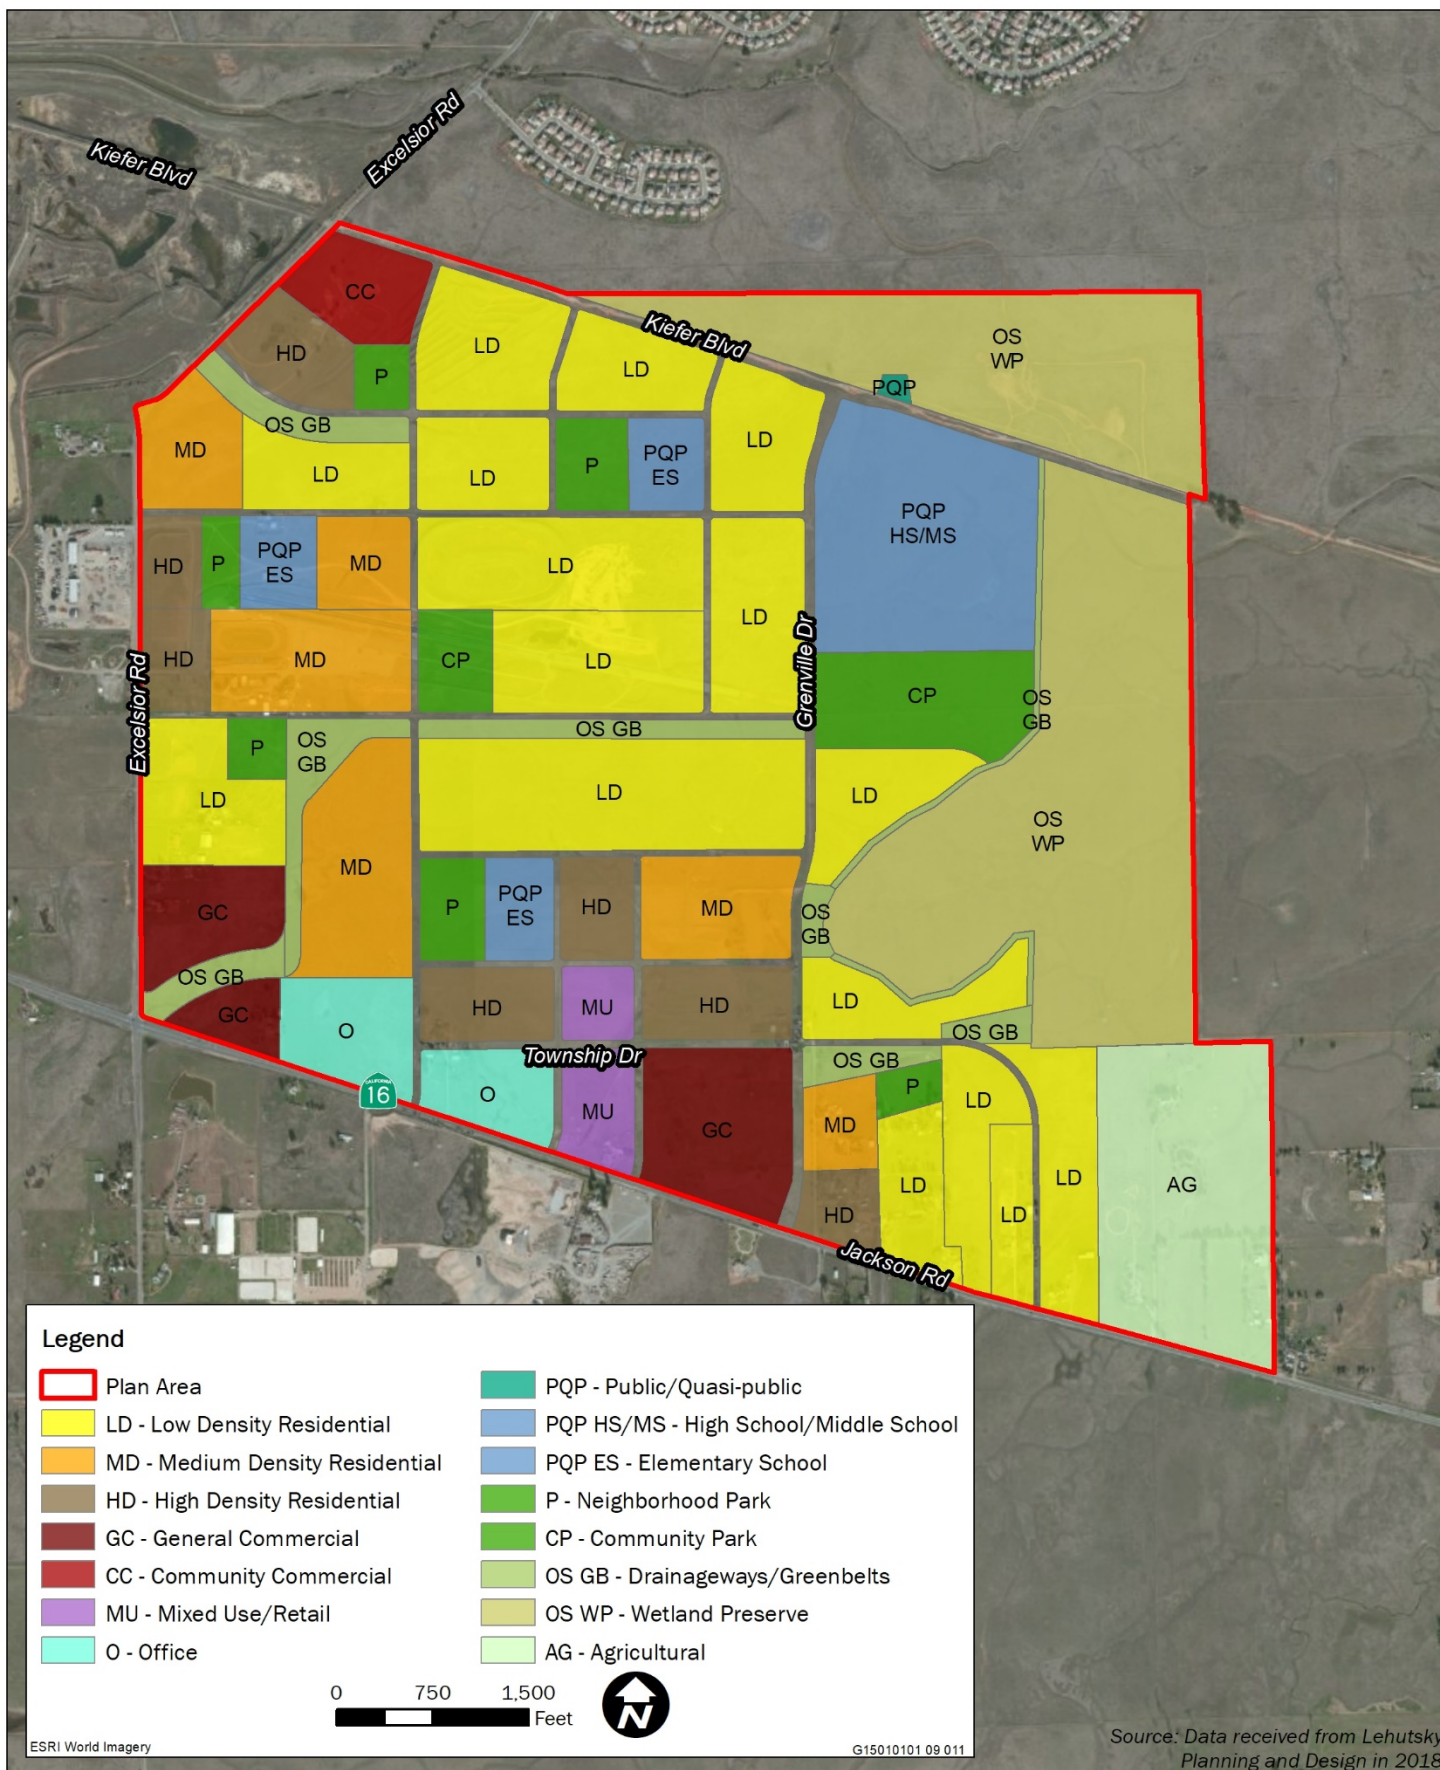 Excelsior Rd
Kiefer Blvd
CC
LD
Kiefer Blvd
OS
WP
HD
LD
P
PQP
OS GB
MD
LD
LD
P
PQP
ES
LD
PQP
HS/MS
HD
P
PQP
ES
MD
LD
LD
Grenville Dr
HD
MD
CP
LD
Excelsior Rd
CP
OS
GB
P
OS
GB
OS GB
LD
LD
LD
OS
WP
MD
GC
P
PQP
ES
HD
MD
OS
GB
OS GB
GC
O
HD
MU
HD
LD
OS GB
Township Dr
CALIFORNIA
16
O
MU
GC
OS GB
P
LD
MD
LD
LD
AG
HD
LD
Jackson Rd
Legend
Plan Area
LD - Low Density Residential
MD - Medium Density Residential
HD - High Density Residential
GC - General Commercial
CC - Community Commercial
MU - Mixed Use/Retail
O - Office
PQP - Public/Quasi-public
PQP HS/MS - High School/Middle School
PQP ES - Elementary School
P - Neighborhood Park
CP - Community Park
OS GB - Drainageways/Greenbelts
OS WP - Wetland Preserve
AG - Agricultural
0 750 1,500
Feet
N
ESRI World Imagery
G15010101 09 011
Source: Data received from Lehutsky
Planning and Design in 2018